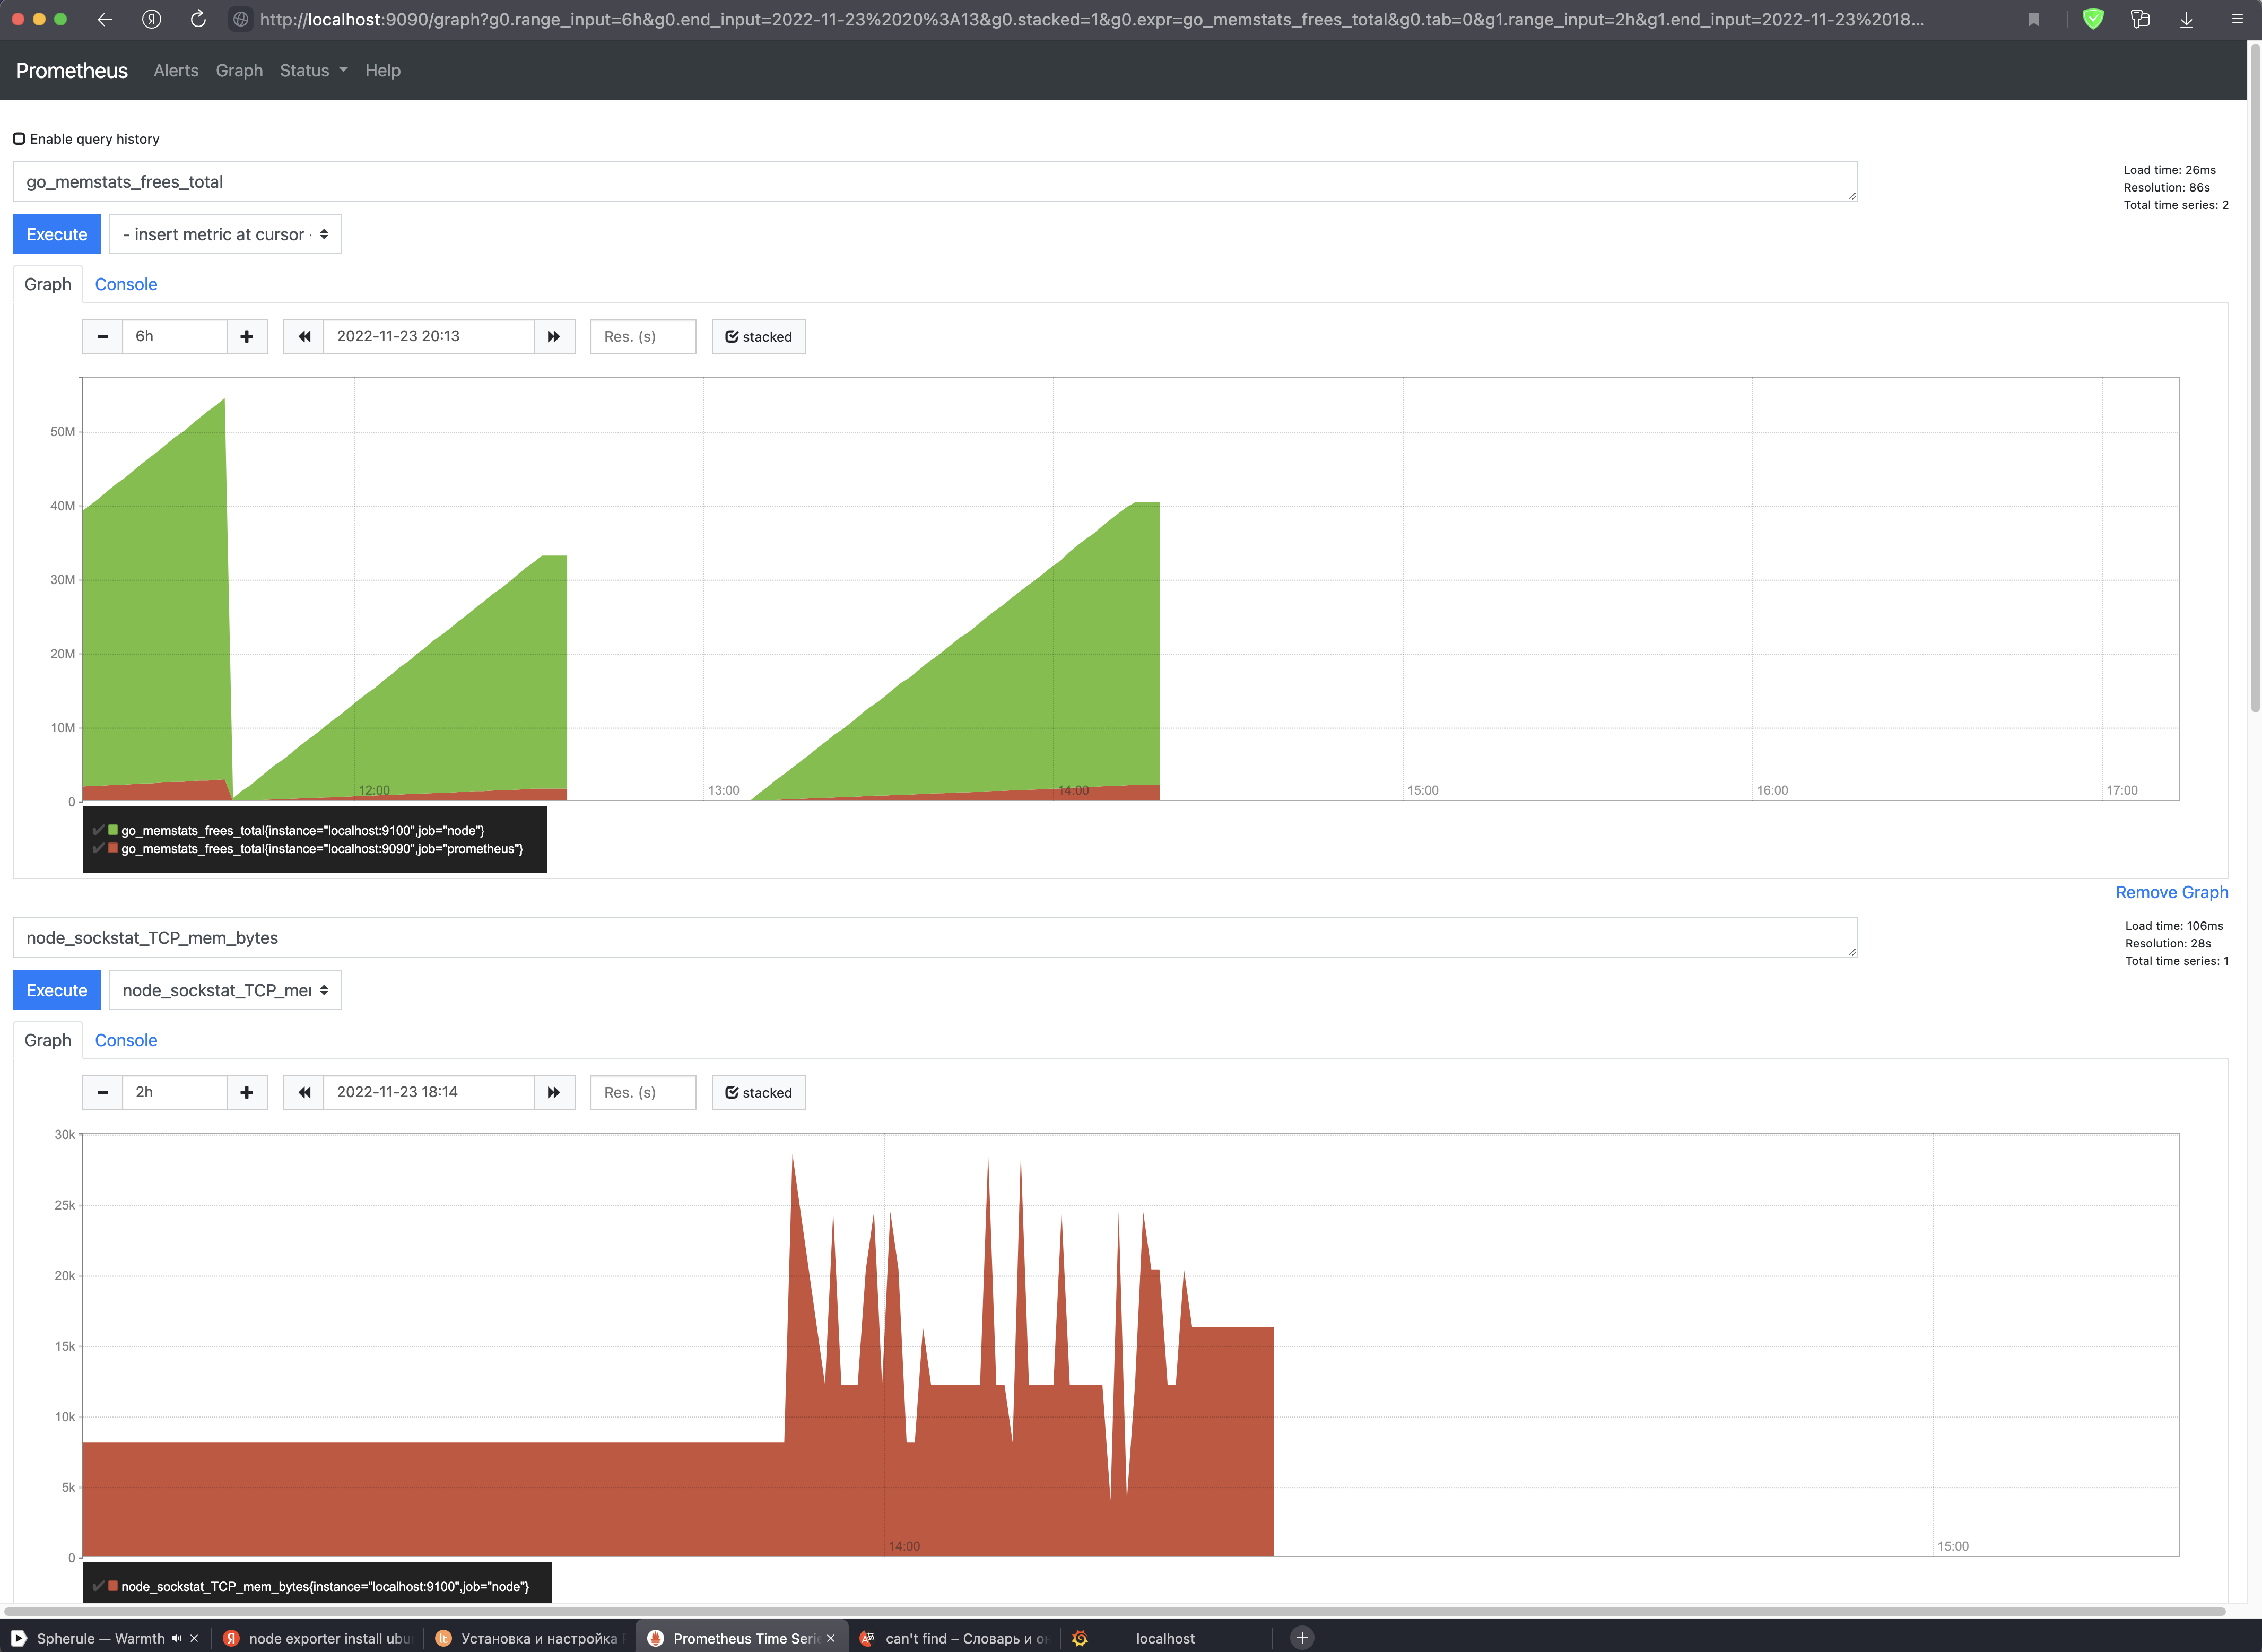 http://localhost:9090/graph?g0.range_input=6h&g0.end_input=2022-11-23%2020%3A13&g0.stacked=1&g0.expr=go_memstats_frees_total&g0.tab=0&g1.range_input=2h&g1.end_input=2022-11-23%2018...
Prometheus Alerts Graph Status Help
Enable query history
go_memstats_frees_total
Load time: 26ms
Resolution: 86s
Total time series: 2
Execute - insert metric at cursor -
Graph Console
6h 2022-11-23 20:13 Res. (s) stacked
50M
40M
30M
20M
10M
0
12:00 13:00 14:00 15:00 16:00 17:00
go_memstats_frees_total{instance="localhost:9100",job="node"}
go_memstats_frees_total{instance="localhost:9090",job="prometheus"}
Remove Graph
node_sockstat_TCP_mem_bytes
Load time: 106ms
Resolution: 28s
Total time series: 1
Execute node_sockstat_TCP_mer
Graph Console
2h 2022-11-23 18:14 Res. (s) stacked
30k
25k
20k
15k
10k
5k
0
14:00 15:00
node_sockstat_TCP_mem_bytes{instance="localhost:9100",job="node"}
Spherule — Warmth node exporter install ubu Установка и настройка Prometheus Time Serie can't find – Словарь и он localhost